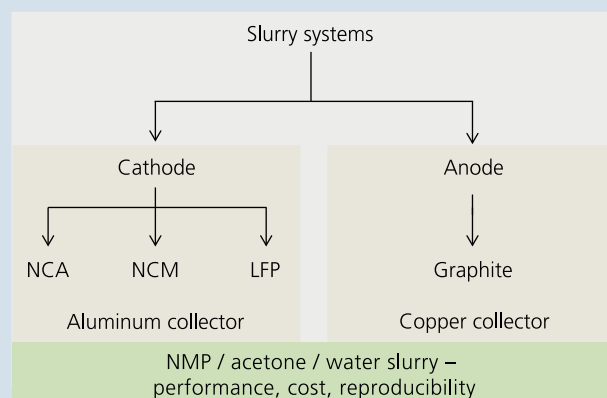 Slurry systems
Cathode
Anode
NCA
NCM
LFP
Graphite
Aluminum collector
Copper collector
NMP / acetone / water slurry –
performance, cost, reproducibility